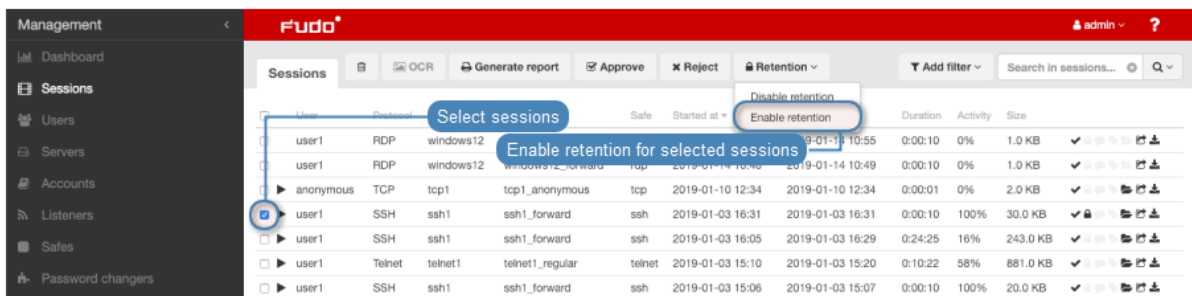 Management
Fudo
admin
?
Dashboard
Sessions
Users
Servers
Accounts
Listeners
Safes
Password changers
Sessions OCR Generate report Approve Reject Retention Add filter Search in sessions...
Disable retention
Enable retention
User Protocol Safe Started at Duration Activity Size
Select sessions
Enable retention for selected sessions
user1 RDP windows12 2019-01-14 10:55 0:00:10 0% 1.0 KB
user1 RDP windows12 windows12_forward rdp 2019-01-14 10:49 0:00:10 0% 1.0 KB
anonymous TCP tcp1 tcp1_anonymous tcp 2019-01-10 12:34 2019-01-10 12:34 0:00:01 0% 2.0 KB
user1 SSH ssh1 ssh1_forward ssh 2019-01-03 16:31 2019-01-03 16:31 0:00:10 100% 30.0 KB
user1 SSH ssh1 ssh1_forward ssh 2019-01-03 16:05 2019-01-03 16:29 0:24:25 16% 243.0 KB
user1 Telnet telnet1 telnet1_regular telnet 2019-01-03 15:10 2019-01-03 15:20 0:10:22 58% 881.0 KB
user1 SSH ssh1 ssh1_forward ssh 2019-01-03 15:06 2019-01-03 15:07 0:00:10 100% 20.0 KB